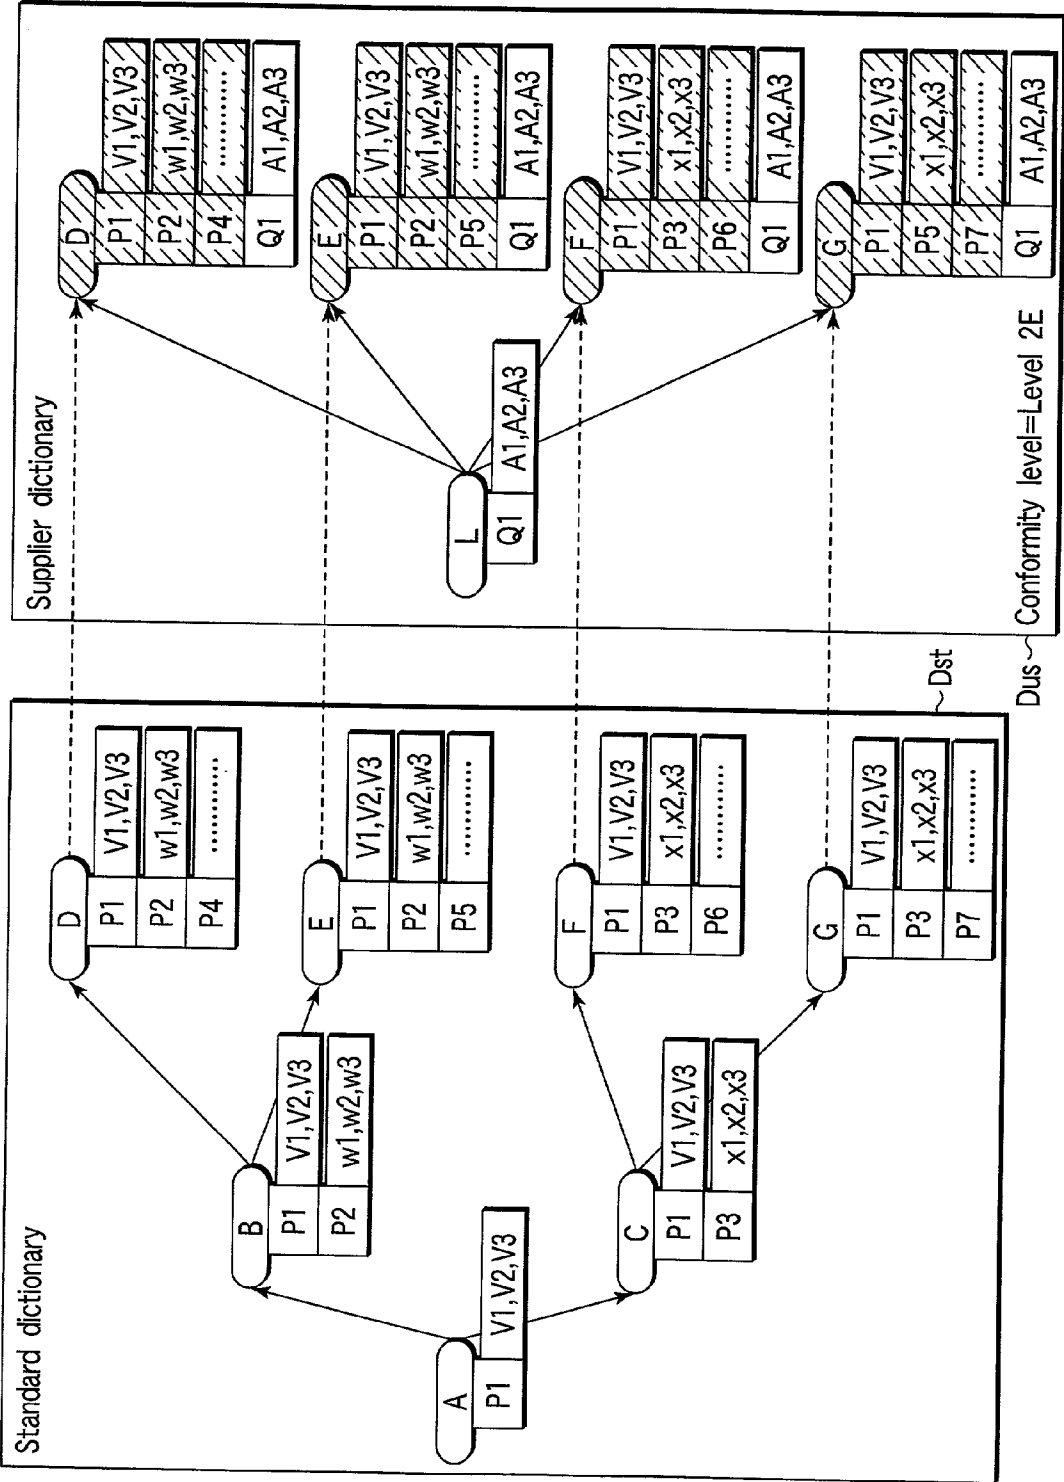 Standard dictionary
A
P1 V1,V2,V3
B
P1 V1,V2,V3
P2 w1,w2,w3
C
P1 V1,V2,V3
P3 x1,x2,x3
D
P1 V1,V2,V3
P2 w1,w2,w3
P4 ..........
E
P1 V1,V2,V3
P2 w1,w2,w3
P5 ..........
F
P1 V1,V2,V3
P3 x1,x2,x3
P6 ..........
G
P1 V1,V2,V3
P3 x1,x2,x3
P7 ..........
Dst
Supplier dictionary
L
Q1 A1,A2,A3
D
P1 V1,V2,V3
P2 w1,w2,w3
P4 ..........
Q1 A1,A2,A3
E
P1 V1,V2,V3
P2 w1,w2,w3
P5 ..........
Q1 A1,A2,A3
F
P1 V1,V2,V3
P3 x1,x2,x3
P6 ..........
Q1 A1,A2,A3
G
P1 V1,V2,V3
P5 x1,x2,x3
P7 ..........
Q1 A1,A2,A3
Dus
Conformity level=Level 2E